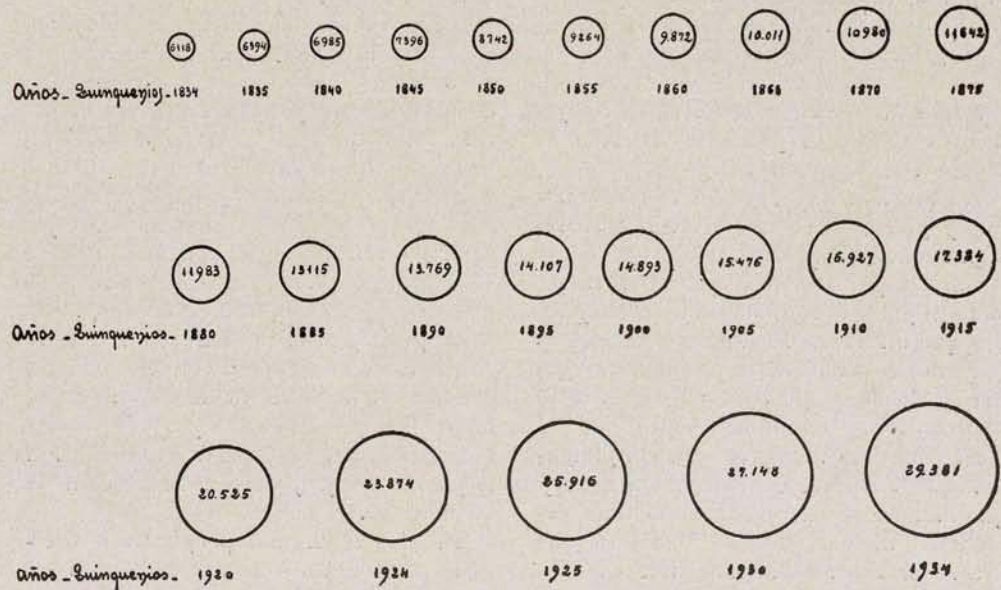 6118 6394 6985 7396 8742 9264 9.872 10.011 10980 11642
Años - Quinquenios - 1834 1835 1840 1845 1850 1855 1860 1865 1870 1875
11983 13115 13.769 14.107 14.893 15.476 16.927 17.384
Años - Quinquenios - 1880 1885 1890 1895 1900 1905 1910 1915
20.525 23.874 25.916 27.148 29.381
Años - Quinquenios - 1920 1924 1925 1930 1934